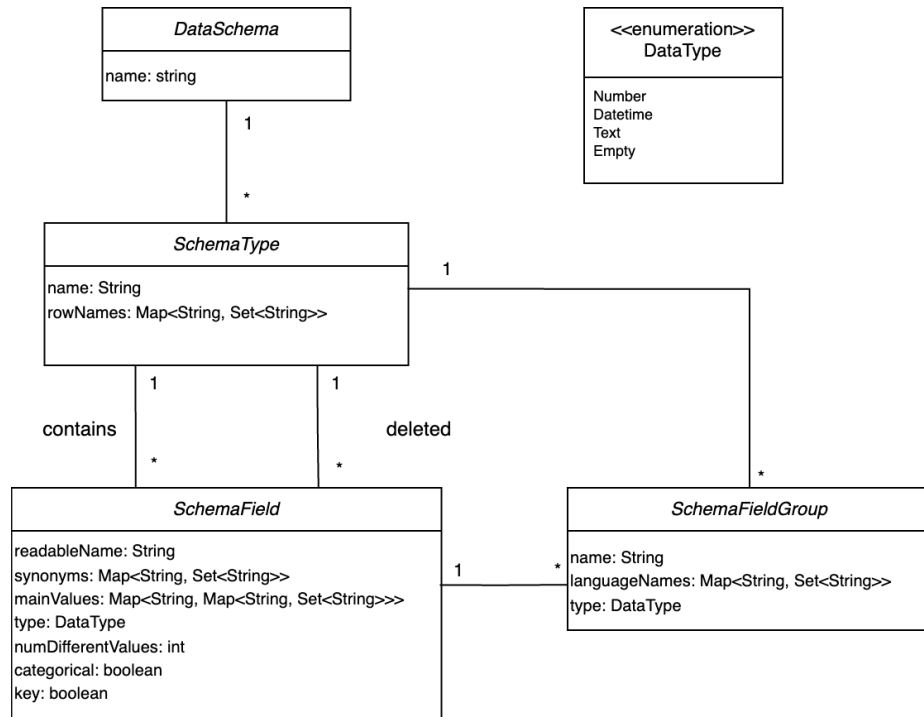 DataSchema
name: string
<<enumeration>>
DataType
Number
Datetime
Text
Empty
1
*
SchemaType
name: String
rowNames: Map<String, Set<String>>
1
1
1
contains
deleted
*
*
*
SchemaField
readableName: String
synonyms: Map<String, Set<String>>
mainValues: Map<String, Map<String, Set<String>>>
type: DataType
numDifferentValues: int
categorical: boolean
key: boolean
1
*
SchemaFieldGroup
name: String
languageNames: Map<String, Set<String>>
type: DataType